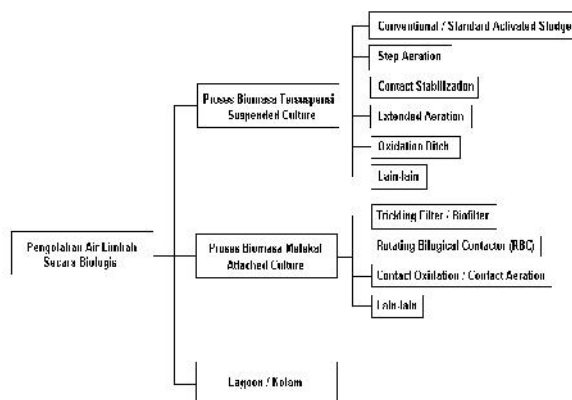 Pengolahan Air Limbah
Secara Biologis
Proses Biomasa Tersuspensi
Suspended Culture
Conventional / Standard Activated Sludge
Step Aeration
Contact Stabilization
Extended Aeration
Oxidation Ditch
Lain-lain
Proses Biomasa Melekat
Attached Culture
Trickling Filter / Biofilter
Rotating Bilogical Contactor (RBC)
Contact Oxidation / Contact Aeration
Lain-lain
Lagoon / Kolam